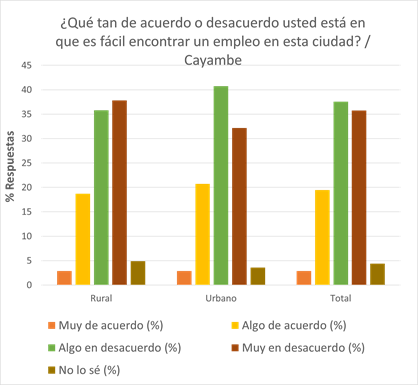 ¿Qué tan de acuerdo o desacuerdo usted está en
que es fácil encontrar un empleo en esta ciudad? /
Cayambe
% Respuestas
45
40
35
30
25
20
15
10
5
0
Rural Urbano Total
Muy de acuerdo (%) Algo de acuerdo (%)
Algo en desacuerdo (%) Muy en desacuerdo (%)
No lo sé (%)